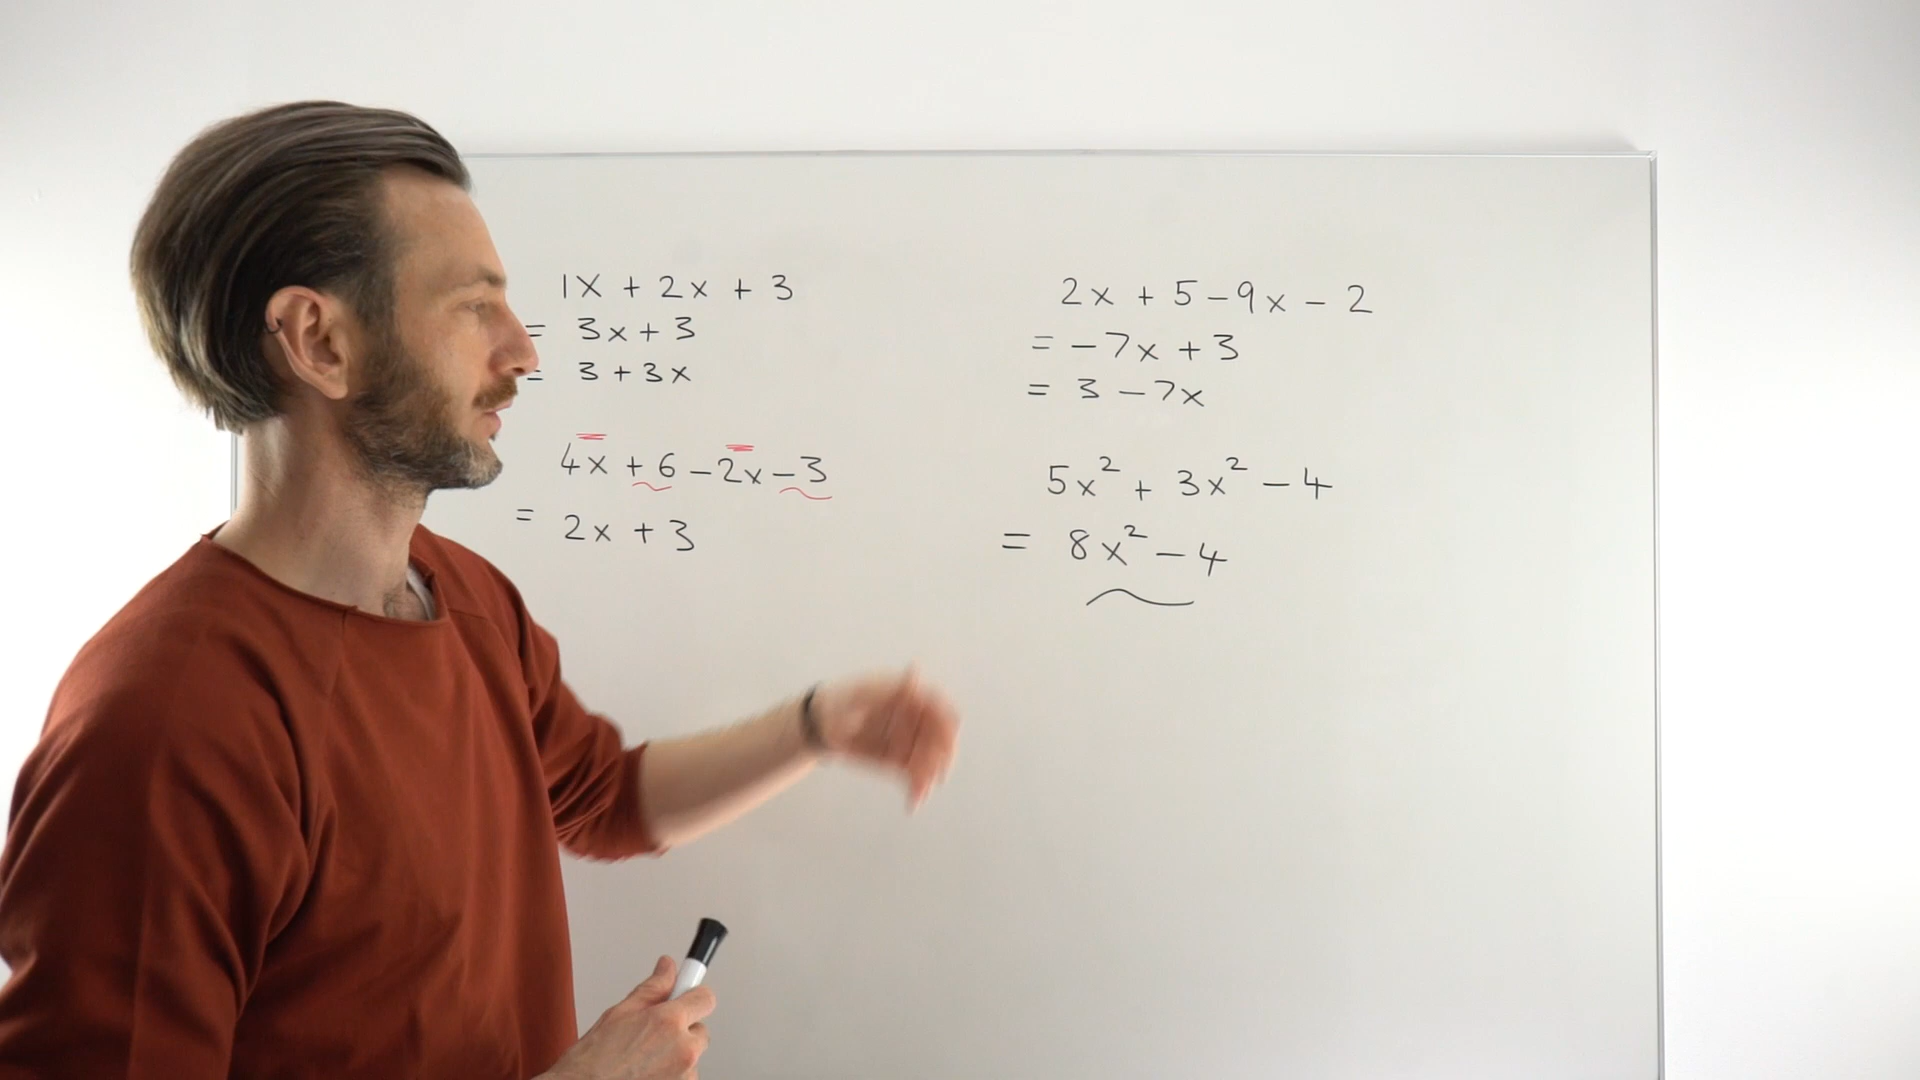 1x + 2x + 3
= 3x + 3
= 3 + 3x
4x + 6 - 2x - 3
= 2x + 3
2x + 5 - 9x - 2
= -7x + 3
= 3 - 7x
5x² + 3x² - 4
= 8x² - 4